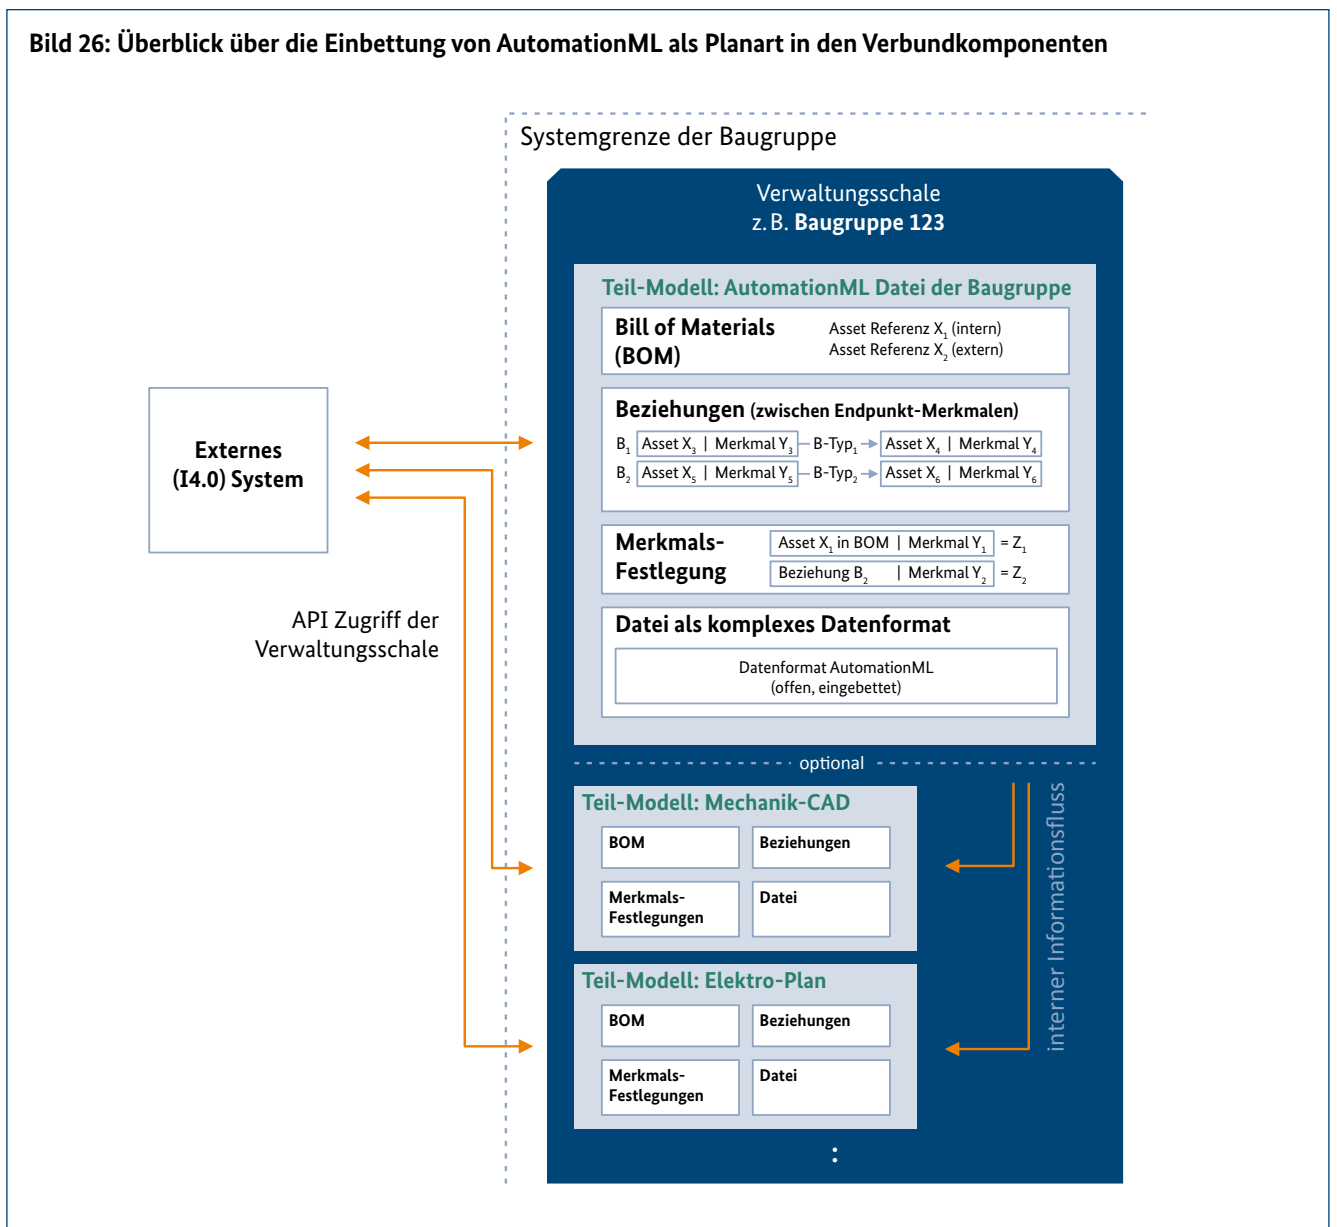 Bild 26: Überblick über die Einbettung von AutomationML als Planart in den Verbundkomponenten
Systemgrenze der Baugruppe
Verwaltungsschale
z. B. Baugruppe 123
Teil-Modell: AutomationML Datei der Baugruppe
Bill of Materials
(BOM)
Asset Referenz X₁ (intern)
Asset Referenz X₂ (extern)
Beziehungen (zwischen Endpunkt-Merkmalen)
B₁ Asset X₃ | Merkmal Y₃ B-Typ₁ Asset X₄ | Merkmal Y₄
B₂ Asset X₅ | Merkmal Y₅ B-Typ₂ Asset X₆ | Merkmal Y₆
Merkmals-
Festlegung
Asset X₁ in BOM | Merkmal Y₁ = Z₁
Beziehung B₂ | Merkmal Y₂ = Z₂
Datei als komplexes Datenformat
Datenformat AutomationML
(offen, eingebettet)
Externes
(I4.0) System
API Zugriff der
Verwaltungsschale
optional
Teil-Modell: Mechanik-CAD
BOM
Beziehungen
Merkmals-
Festlegungen
Datei
Teil-Modell: Elektro-Plan
BOM
Beziehungen
Merkmals-
Festlegungen
Datei
interner Informationsfluss
: